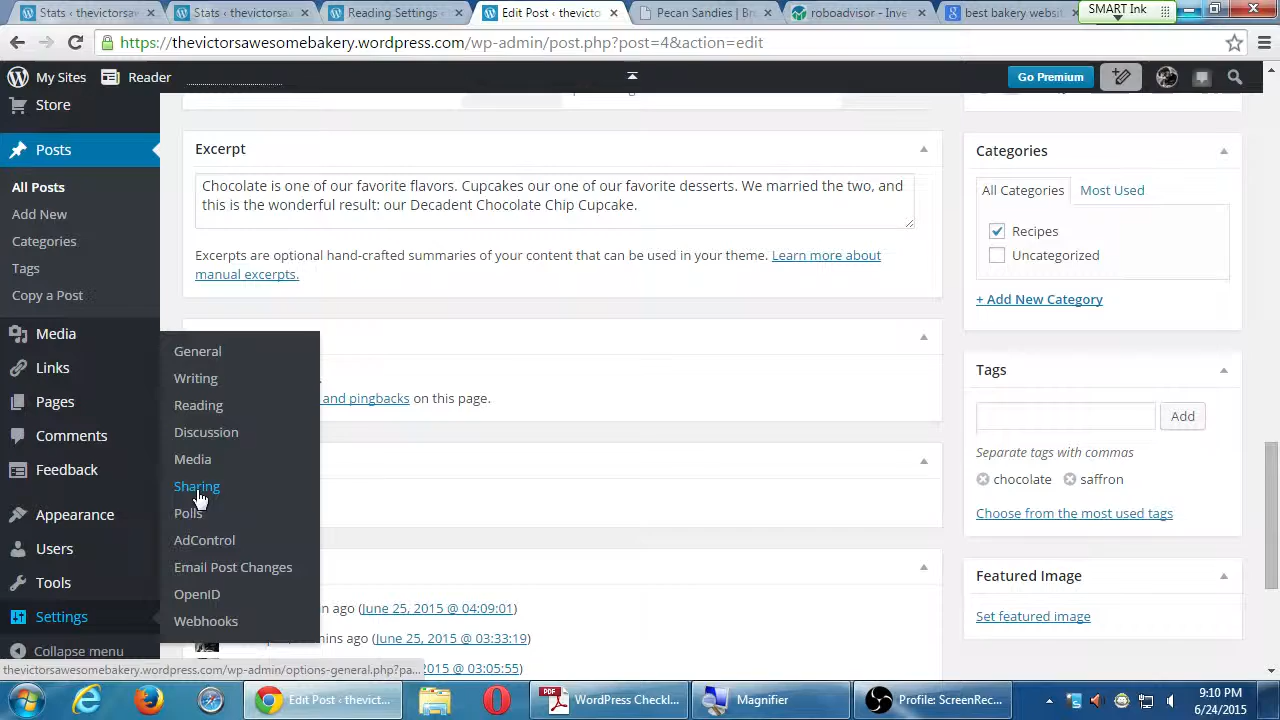 Stats ‹ thevictorsaw
Stats ‹ thevictorsaw
Reading Settings ‹
Edit Post ‹ thevicto
Pecan Sandies | Br
roboadvisor - Inve
best bakery websit
SMART Ink
https://thevictorsawesomebakery.wordpress.com/wp-admin/post.php?post=4&action=edit
My Sites
Reader
Go Premium
Store
Posts
All Posts
Add New
Categories
Tags
Copy a Post
Media
Links
Pages
Comments
Feedback
Appearance
Users
Tools
Settings
Collapse menu
General
Writing
Reading
Discussion
Media
Sharing
Polls
AdControl
Email Post Changes
OpenID
Webhooks
Excerpt
Chocolate is one of our favorite flavors. Cupcakes our one of our favorite desserts. We married the two, and
this is the wonderful result: our Decadent Chocolate Chip Cupcake.
Excerpts are optional hand-crafted summaries of your content that can be used in your theme. Learn more about
manual excerpts.
and pingbacks on this page.
ago (June 25, 2015 @ 04:09:01)
mins ago (June 25, 2015 @ 03:33:19)
2015 @ 03:05:55)
Categories
All Categories
Most Used
Recipes
Uncategorized
+ Add New Category
Tags
Add
Separate tags with commas
chocolate
saffron
Choose from the most used tags
Featured Image
Set featured image
thevictorsawesomebakery.wordpress.com/wp-admin/options-general.php?pa...
Edit Post ‹ thevict...
WordPress Checkl...
Magnifier
Profile: ScreenRec...
9:10 PM
6/24/2015